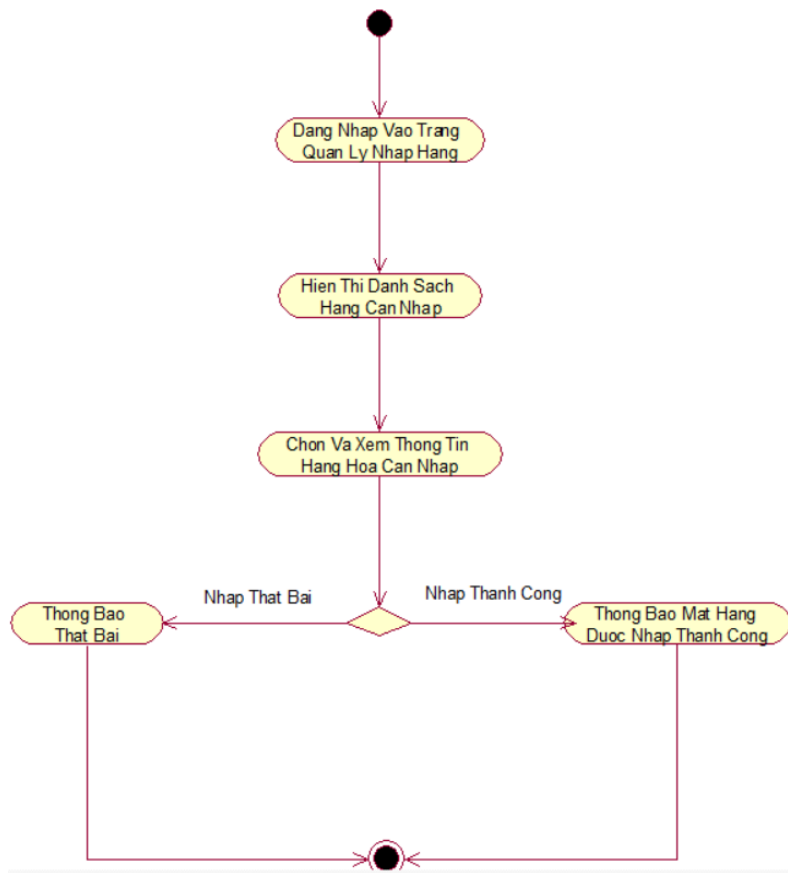 Dang Nhap Vao Trang
Quan Ly Nhap Hang
Hien Thi Danh Sach
Hang Can Nhap
Chon Va Xem Thong Tin
Hang Hoa Can Nhap
Nhap That Bai
Nhap Thanh Cong
Thong Bao
That Bai
Thong Bao Mat Hang
Duoc Nhap Thanh Cong